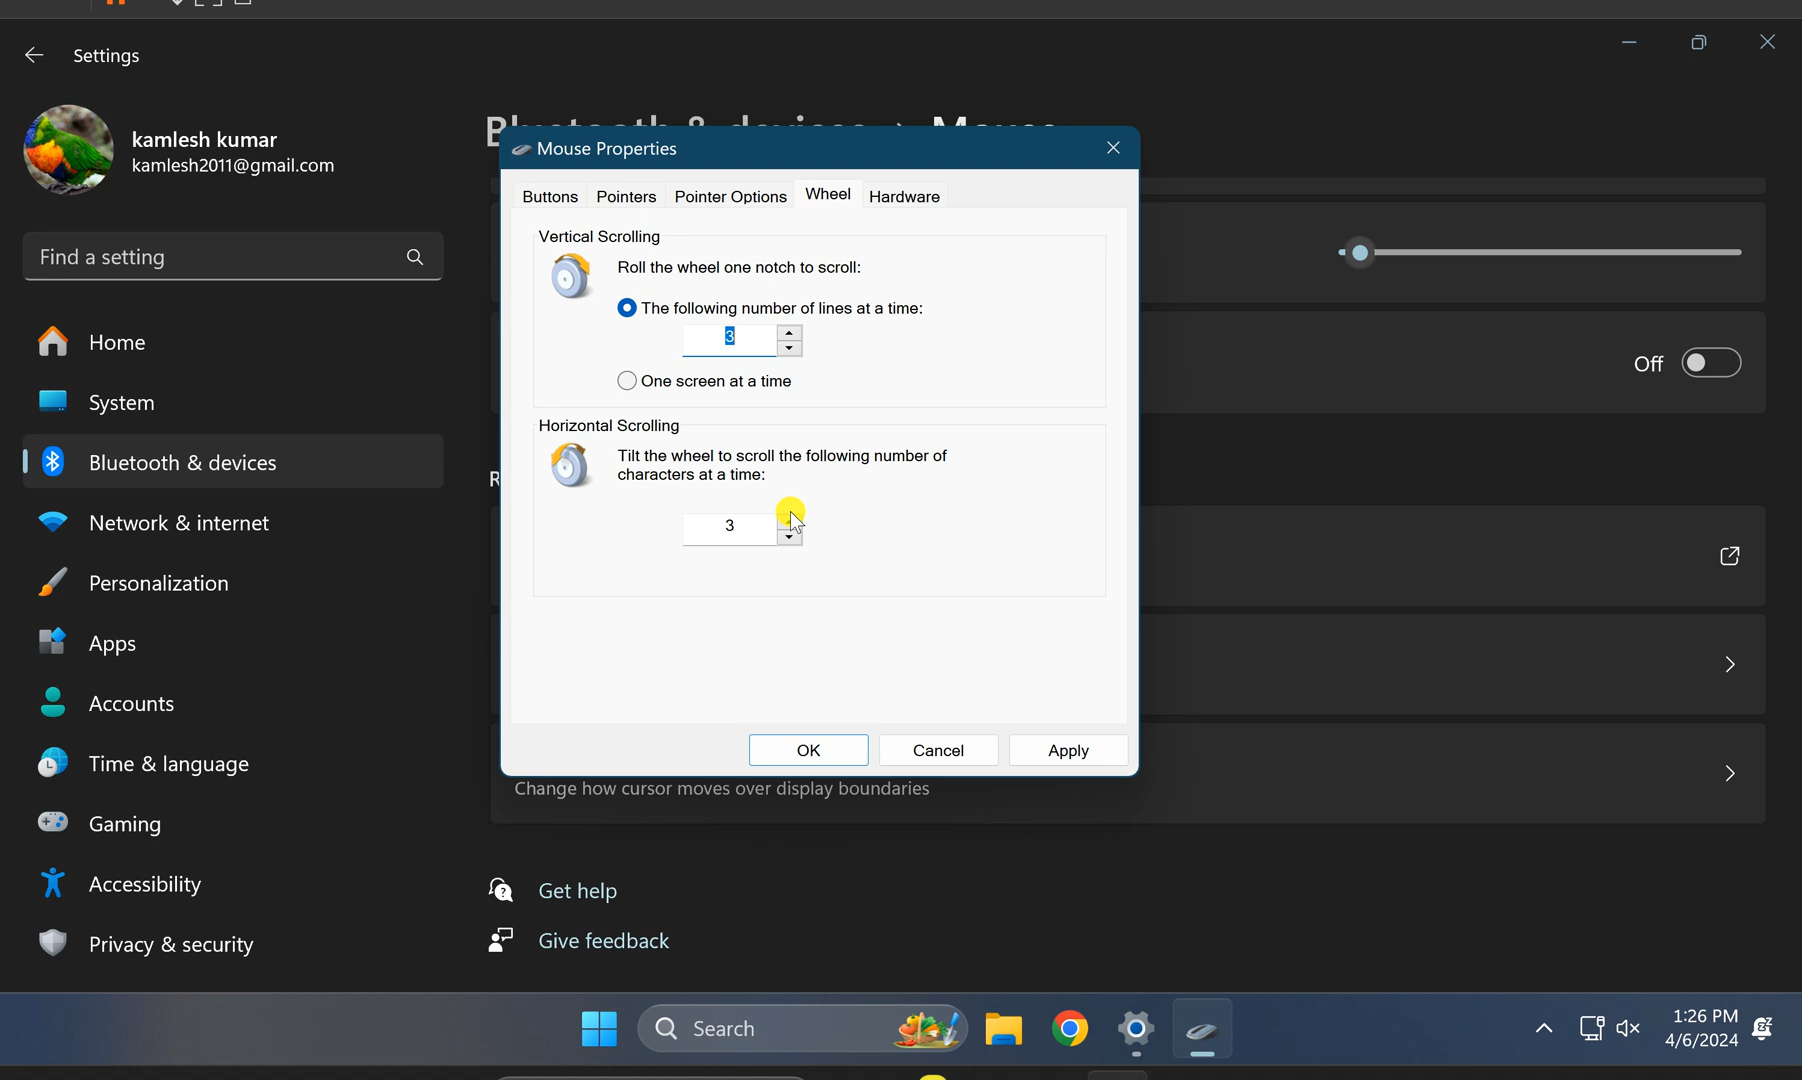 Settings
kamlesh kumar
kamlesh2011@gmail.com
Find a setting
Home
System
Bluetooth & devices
Network & internet
Personalization
Apps
Accounts
Time & language
Gaming
Accessibility
Privacy & security
Bluetooth & devices > Mouse
Mouse Properties
Buttons Pointers Pointer Options Wheel Hardware
Vertical Scrolling
Roll the wheel one notch to scroll:
The following number of lines at a time:
3
One screen at a time
Horizontal Scrolling
Tilt the wheel to scroll the following number of
characters at a time:
3
OK Cancel Apply
Off
R
Change how cursor moves over display boundaries
Get help
Give feedback
Search
1:26 PM
4/6/2024